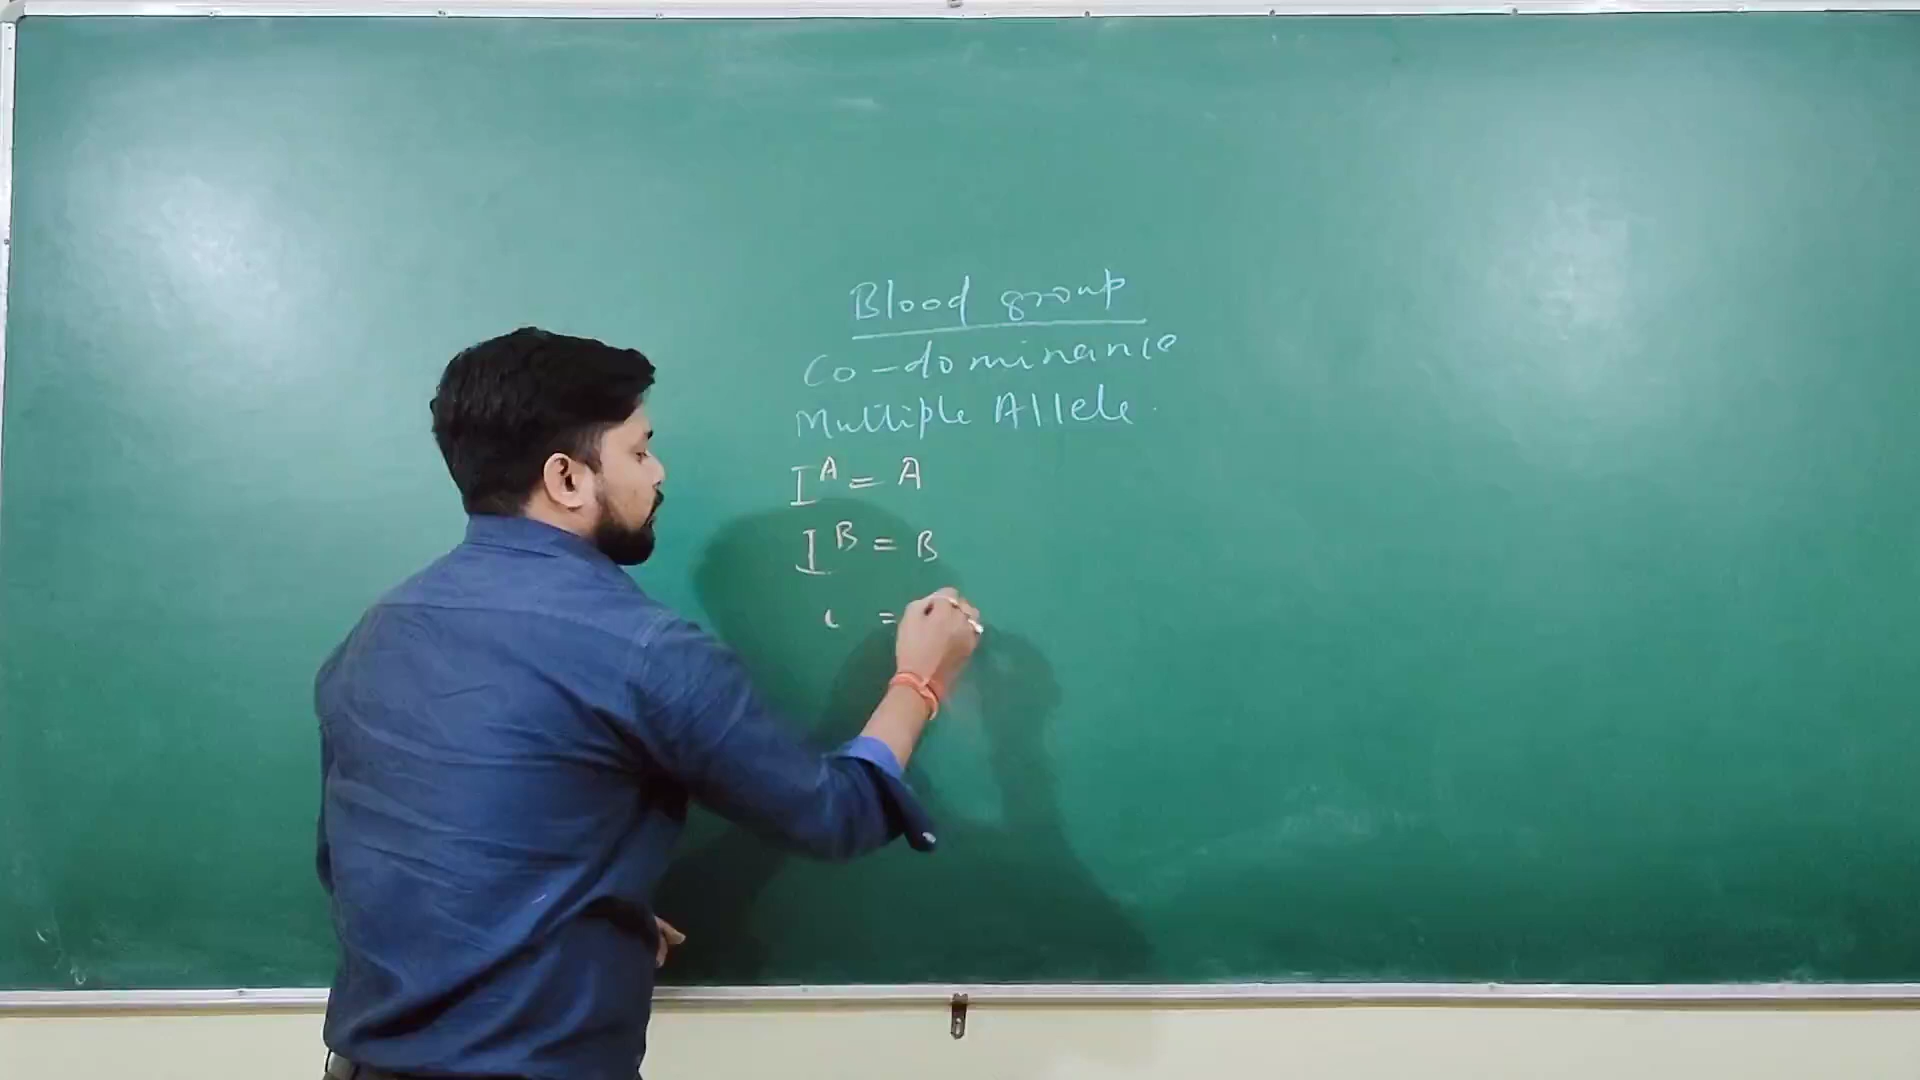 Blood group
Co-dominance
Multiple Allele.
I^A = A
I^B = B
i =